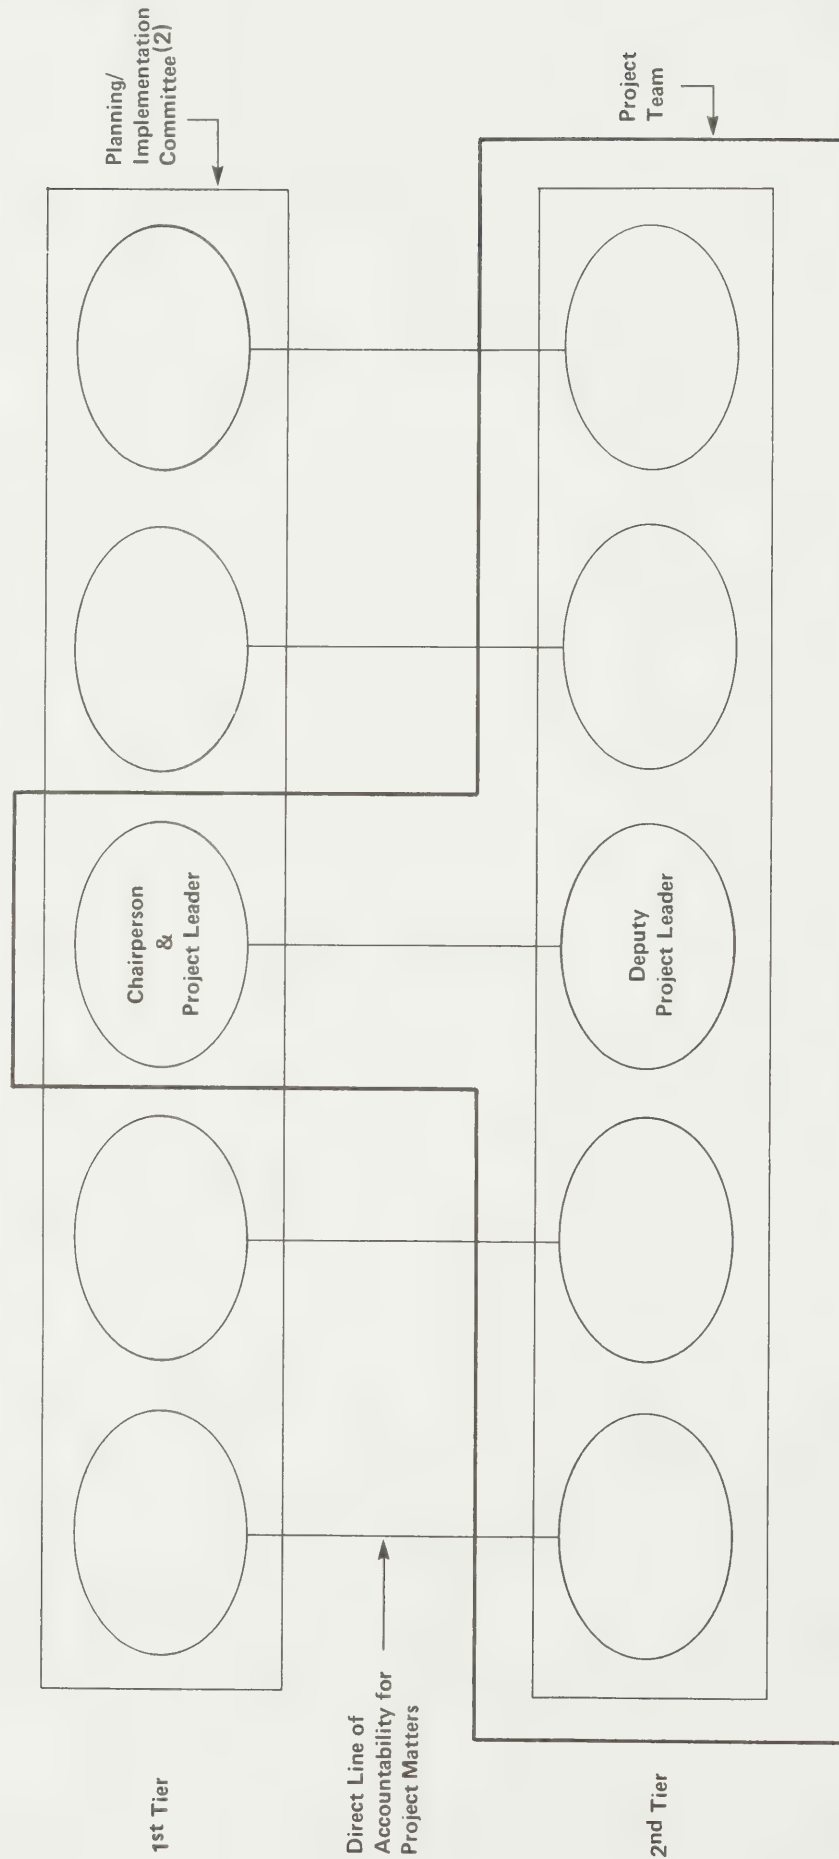 Planning/
Implementation
Committee(2)
1st Tier
Chairperson
&
Project Leader
Direct Line of
Accountability for
Project Matters
Project
Team
2nd Tier
Deputy
Project Leader